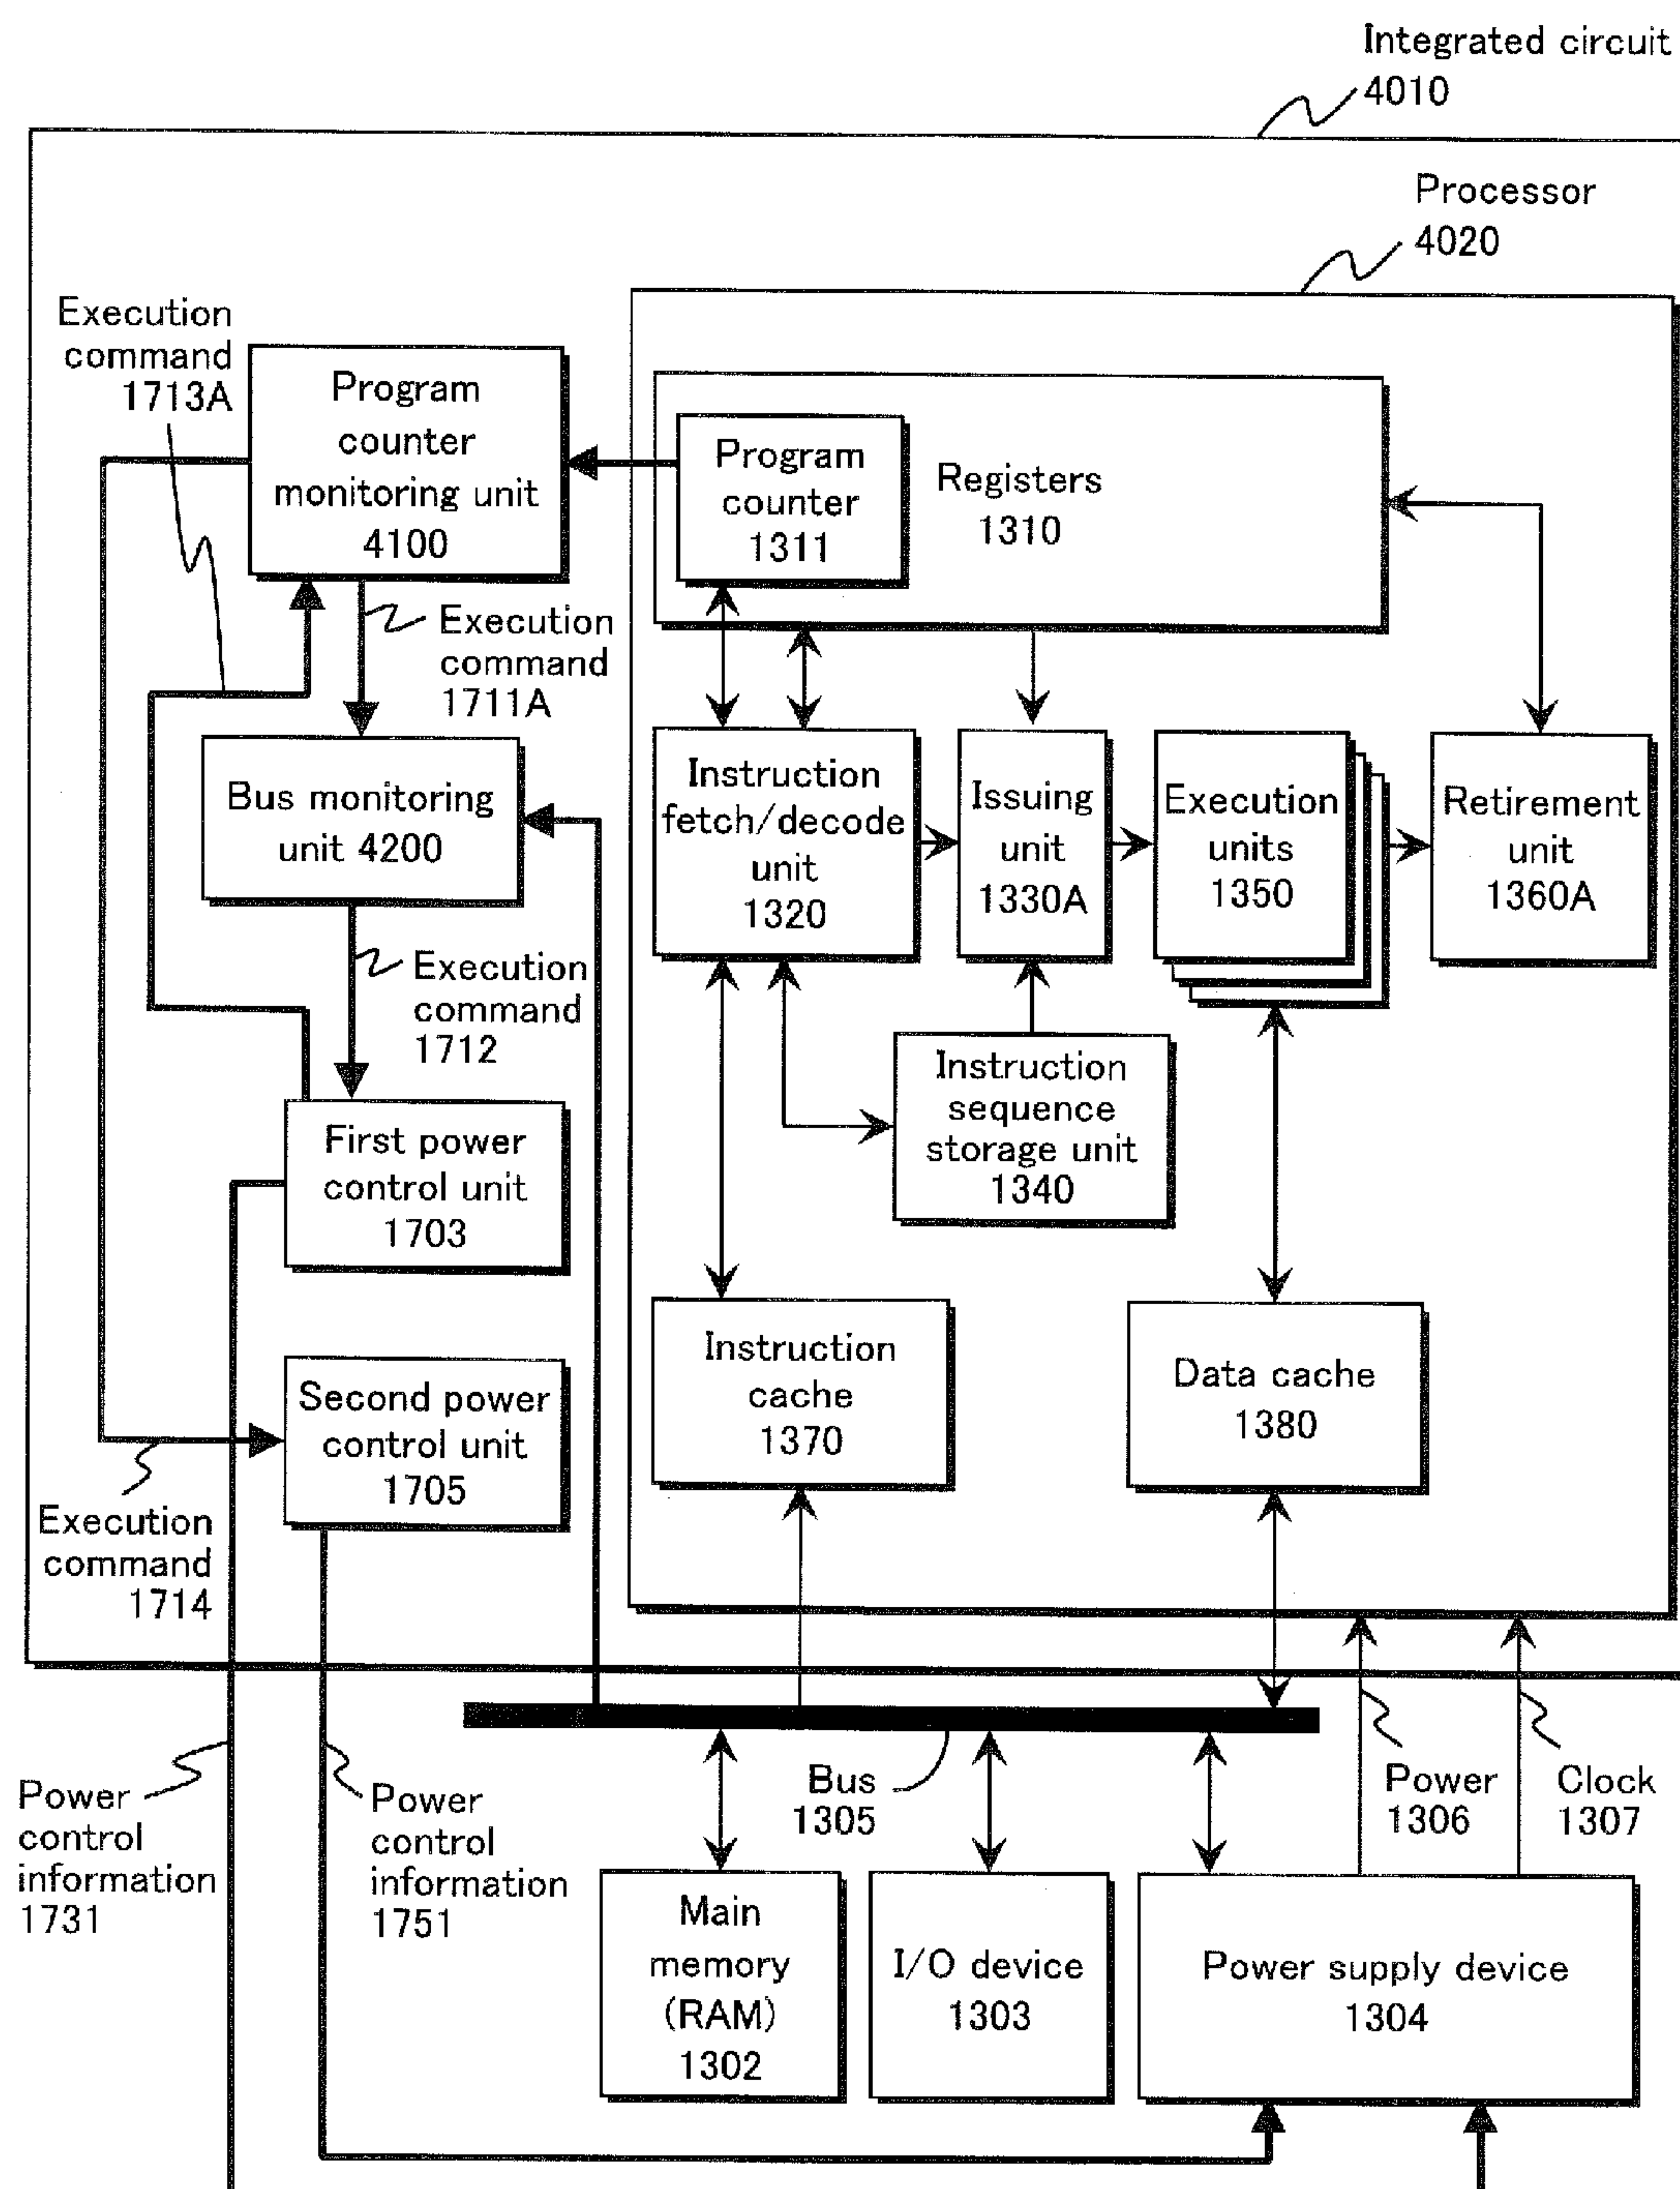 Integrated circuit
4010
Processor
4020
Execution
command
1713A
Program
counter
monitoring unit
4100
Program
counter
1311
Registers
1310
Execution
command
1711A
Bus monitoring
unit 4200
Instruction
fetch/decode
unit
1320
Issuing
unit
1330A
Execution
units
1350
Retirement
unit
1360A
Execution
command
1712
Instruction
sequence
storage unit
1340
First power
control unit
1703
Instruction
cache
1370
Data cache
1380
Second power
control unit
1705
Execution
command
1714
Power
control
information
1731
Power
control
information
1751
Bus
1305
Power
1306
Clock
1307
Main
memory
(RAM)
1302
I/O device
1303
Power supply device
1304